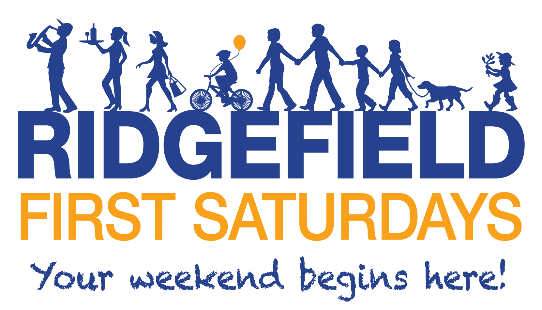 RIDGEFIELD
FIRST SATURDAYS
Your weekend begins here!